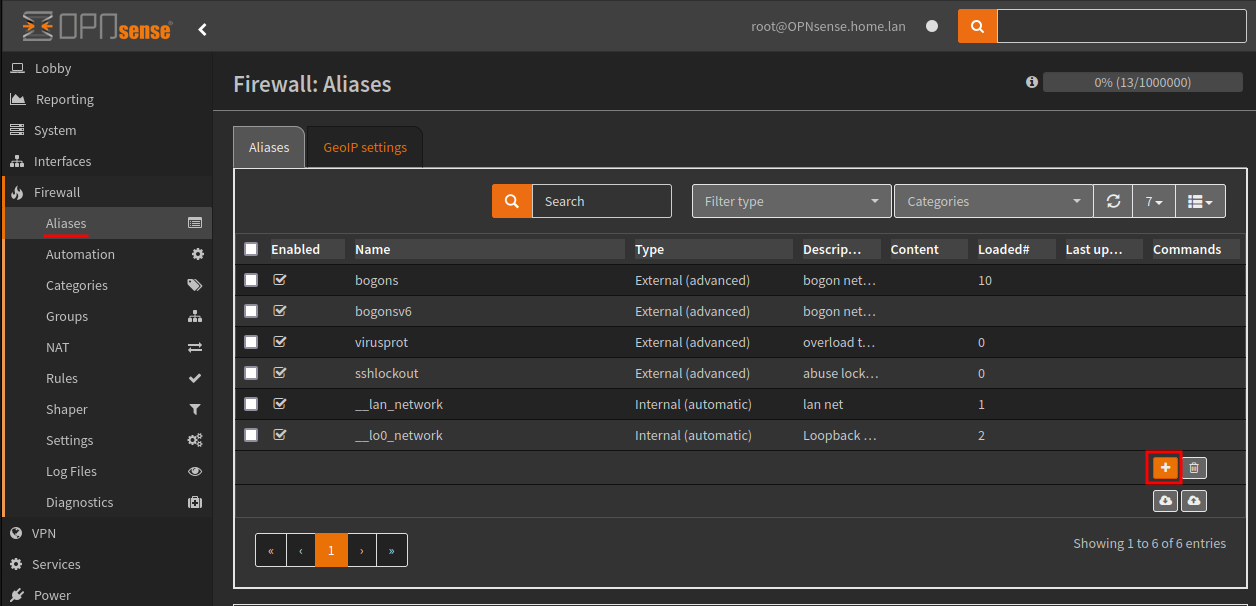 OPNsense®
root@OPNsense.home.lan
Lobby
Reporting
System
Interfaces
Firewall
Aliases
Automation
Categories
Groups
NAT
Rules
Shaper
Settings
Log Files
Diagnostics
VPN
Services
Power
Firewall: Aliases
0% (13/1000000)
Aliases GeoIP settings
Search Filter type Categories 7
Enabled Name Type Descrip... Content Loaded# Last up... Commands
bogons External (advanced) bogon net... 10
bogonsv6 External (advanced) bogon net...
virusprot External (advanced) overload t... 0
sshlockout External (advanced) abuse lock... 0
__lan_network Internal (automatic) lan net 1
__lo0_network Internal (automatic) Loopback ... 2
« ‹ 1 › »
Showing 1 to 6 of 6 entries